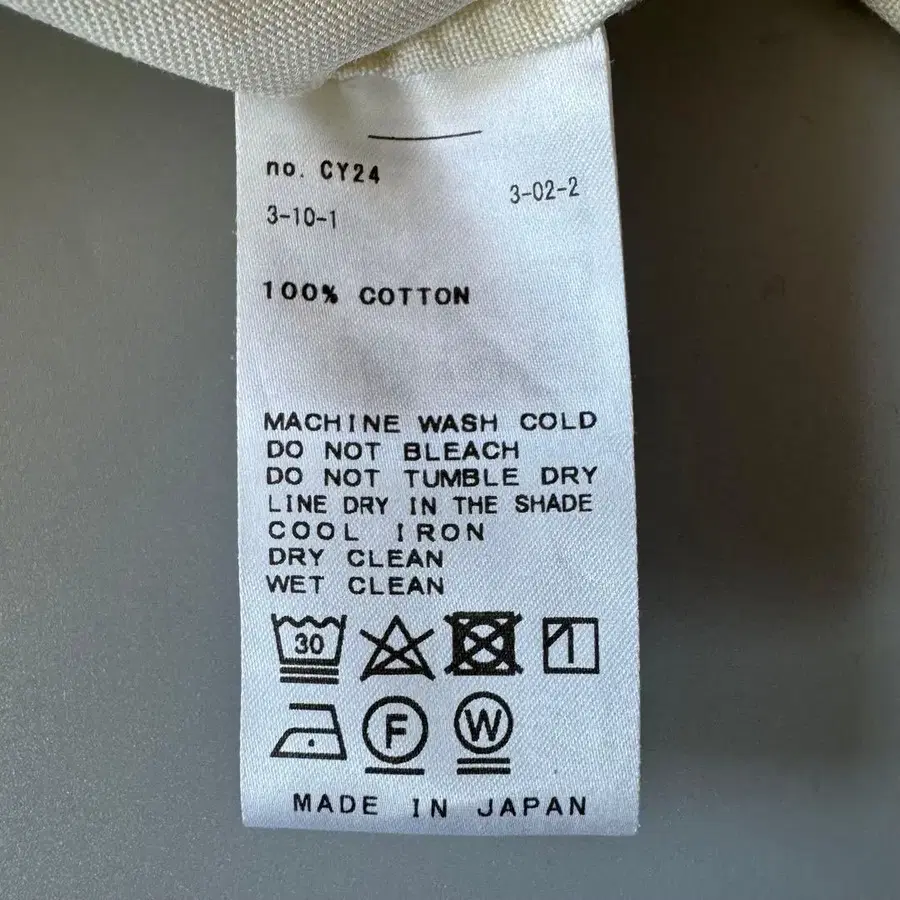 no. CY24
3-10-1
3-02-2
100% COTTON
MACHINE WASH COLD
DO NOT BLEACH
DO NOT TUMBLE DRY
LINE DRY IN THE SHADE
COOL IRON
DRY CLEAN
WET CLEAN
30
F W
MADE IN JAPAN